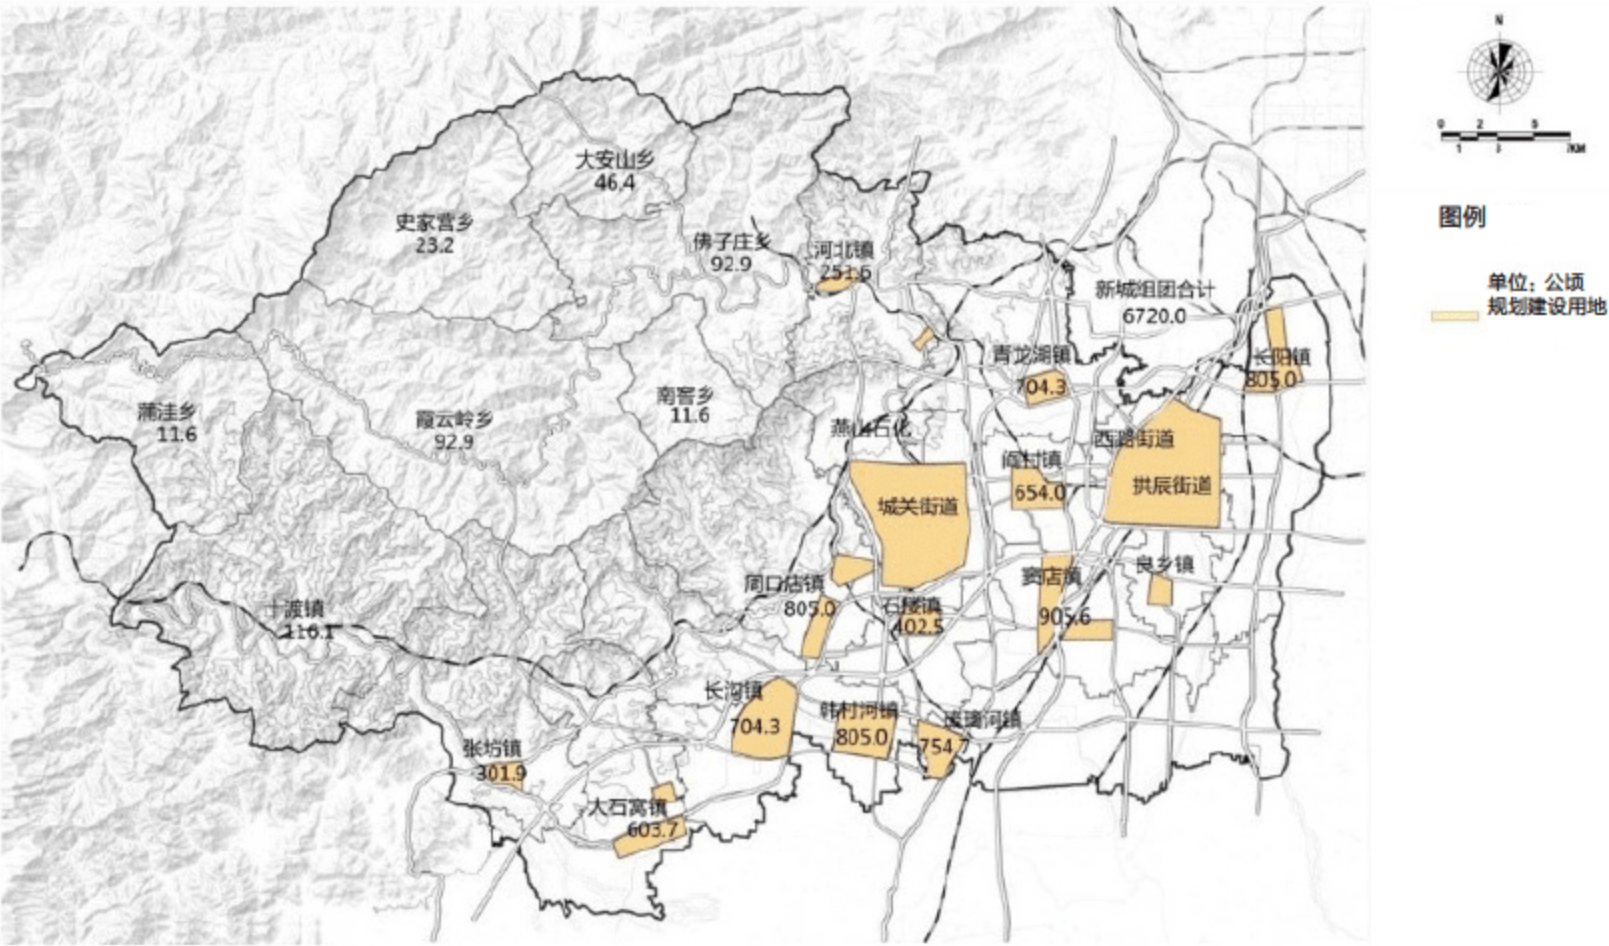 N
0 2 5
1 3 7KM
图例
单位：公顷
规划建设用地
大安山乡
46.4
史家营乡
23.2
佛子庄乡
92.9
河北镇
251.6
新城组团合计
6720.0
青龙湖镇
704.3
长阳镇
805.0
蒲洼乡
11.6
霞云岭乡
92.9
南窖乡
11.6
燕山石化
西潞街道
阎村镇
654.0
拱辰街道
城关街道
周口店镇
805.0
石楼镇
402.5
窦店镇
905.6
良乡镇
十渡镇
116.1
长沟镇
704.3
韩村河镇
805.0
琉璃河镇
754.7
张坊镇
301.9
大石窝镇
603.7